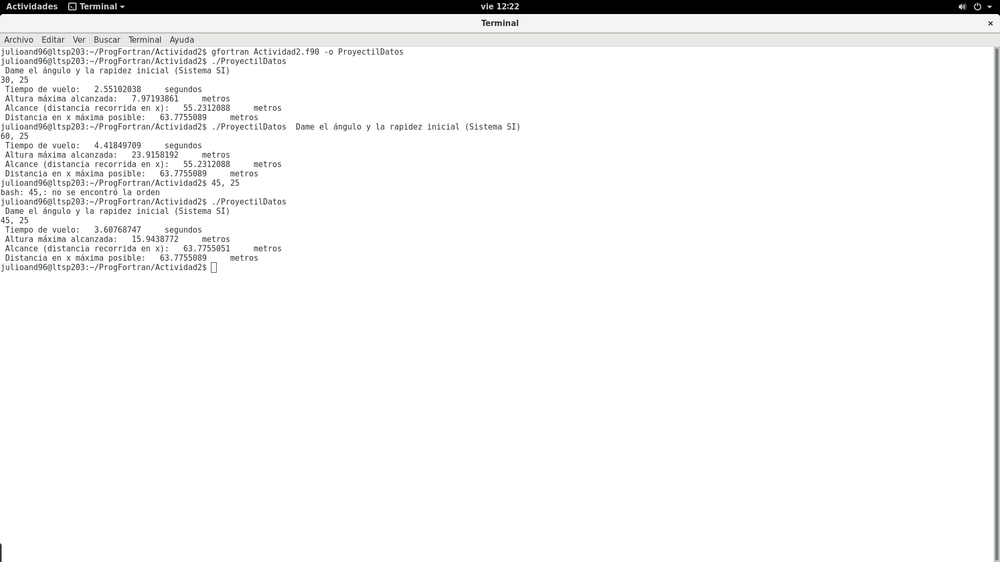 Actividades Terminal vie 12:22
Terminal ×
Archivo Editar Ver Buscar Terminal Ayuda
julioand96@ltsp203:~/ProgFortran/Actividad2$ gfortran Actividad2.f90 -o ProyectilDatos
julioand96@ltsp203:~/ProgFortran/Actividad2$ ./ProyectilDatos
 Dame el ángulo y la rapidez inicial (Sistema SI)
30, 25
 Tiempo de vuelo:   2.55102038     segundos
 Altura máxima alcanzada:   7.97193861     metros
 Alcance (distancia recorrida en x):   55.2312088     metros
 Distancia en x máxima posible:   63.7755089     metros
julioand96@ltsp203:~/ProgFortran/Actividad2$ ./ProyectilDatos  Dame el ángulo y la rapidez inicial (Sistema SI)
60, 25
 Tiempo de vuelo:   4.41849709     segundos
 Altura máxima alcanzada:   23.9158192     metros
 Alcance (distancia recorrida en x):   55.2312088     metros
 Distancia en x máxima posible:   63.7755089     metros
julioand96@ltsp203:~/ProgFortran/Actividad2$ 45, 25
bash: 45,: no se encontró la orden
julioand96@ltsp203:~/ProgFortran/Actividad2$ ./ProyectilDatos
 Dame el ángulo y la rapidez inicial (Sistema SI)
45, 25
 Tiempo de vuelo:   3.60768747     segundos
 Altura máxima alcanzada:   15.9438772     metros
 Alcance (distancia recorrida en x):   63.7755051     metros
 Distancia en x máxima posible:   63.7755089     metros
julioand96@ltsp203:~/ProgFortran/Actividad2$